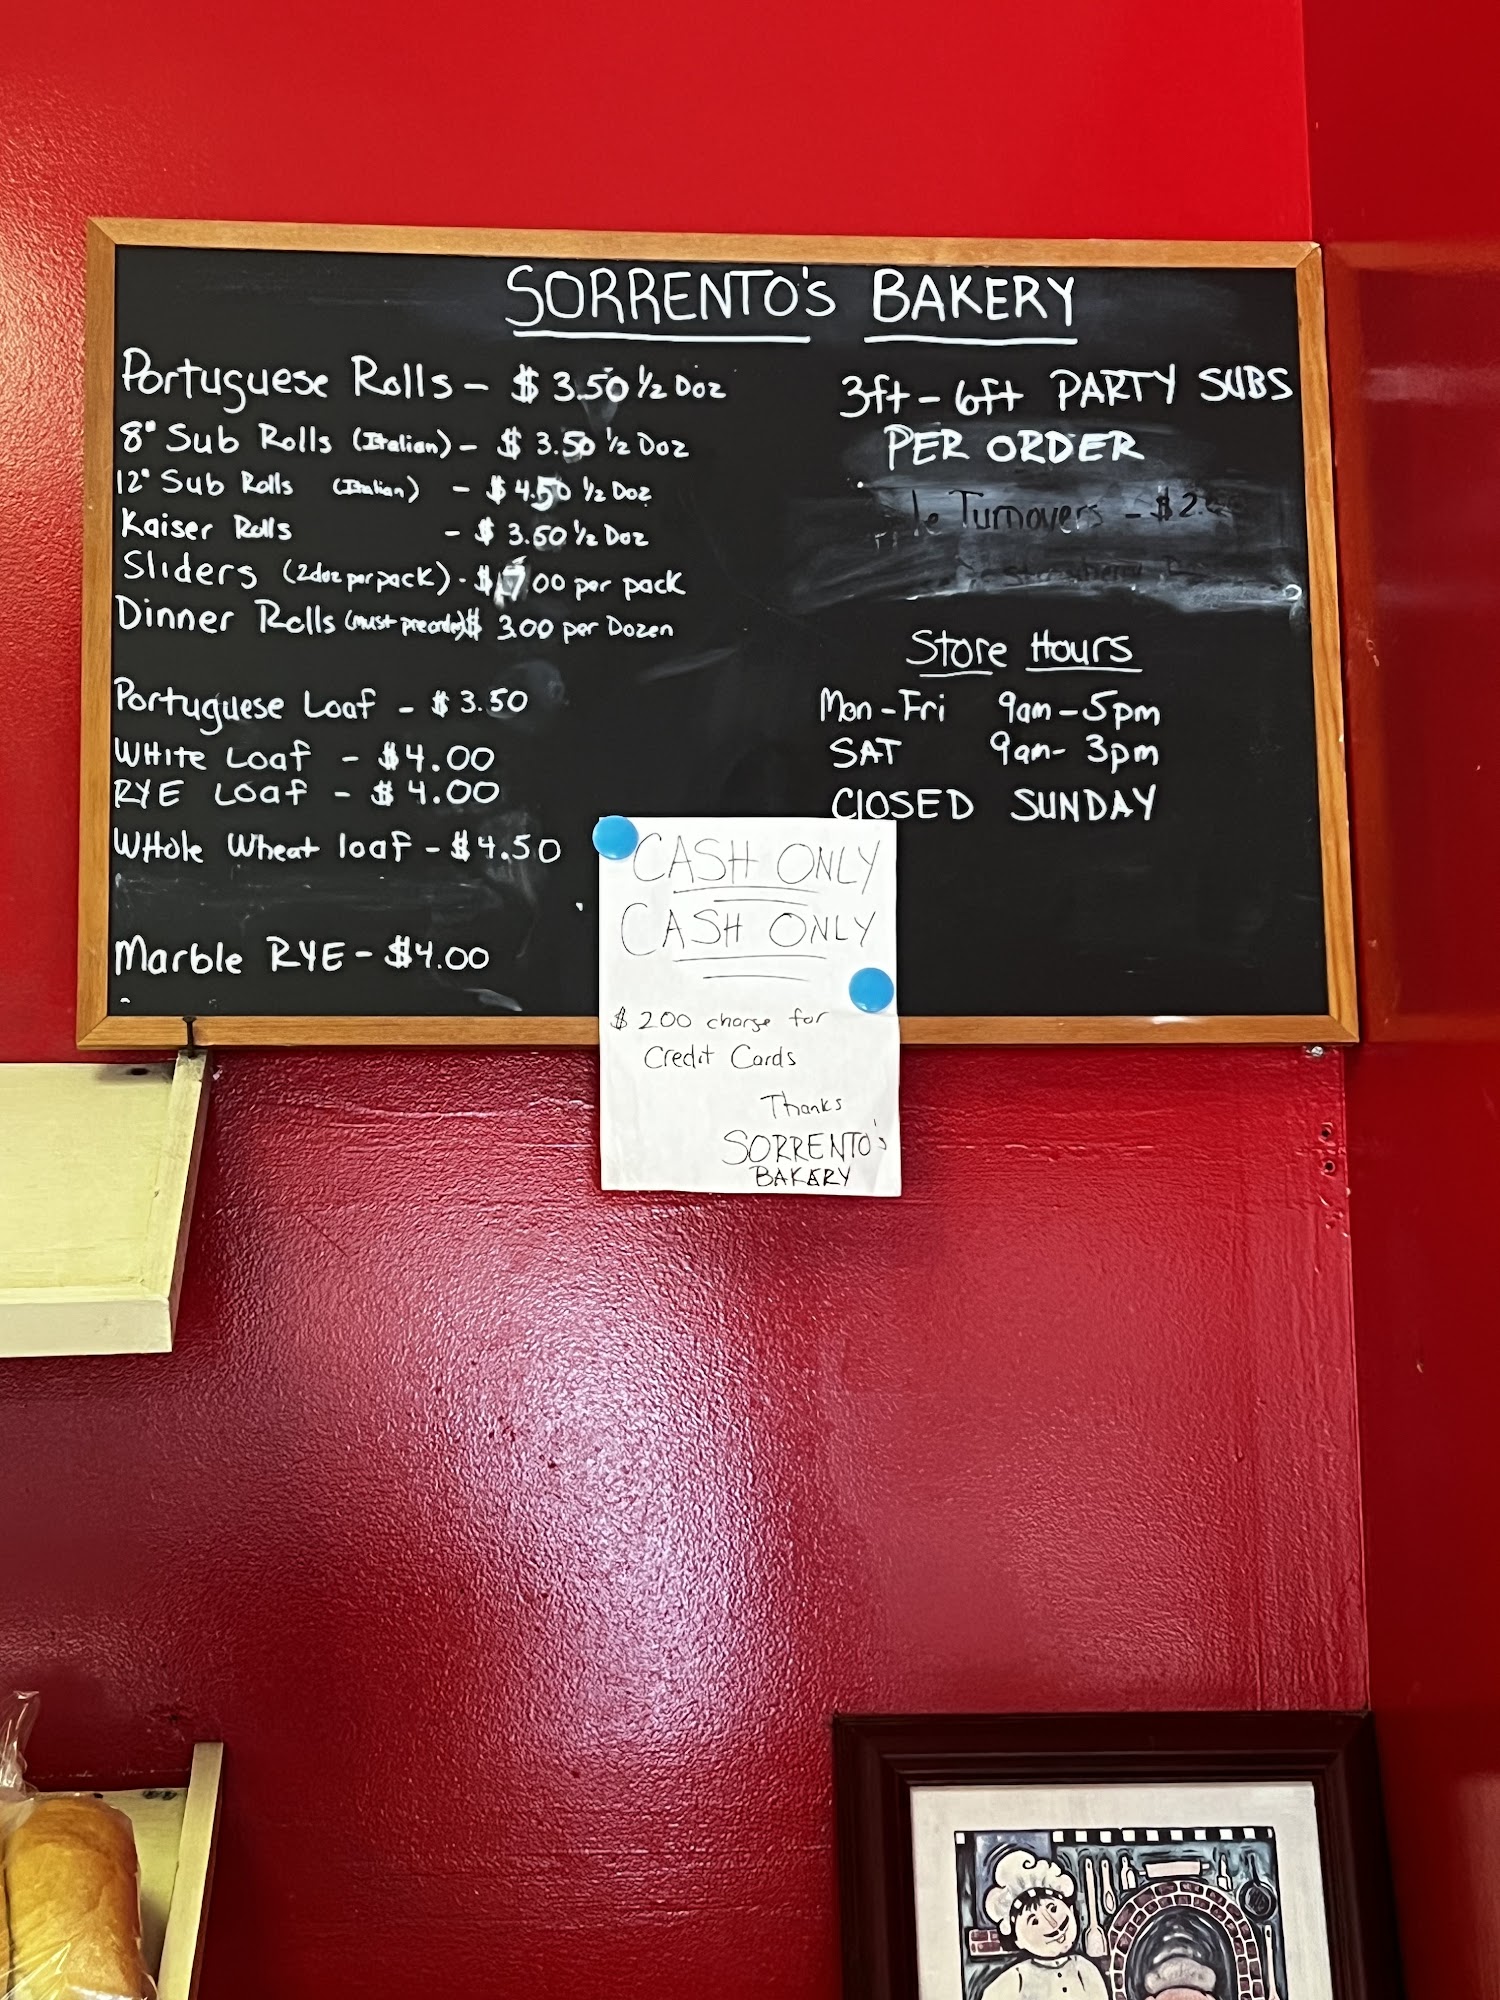 SORRENTO'S BAKERY
Portuguese Rolls - $3.50 ½ Doz
8" Sub Rolls (Italian) - $3.50 ½ Doz
12" Sub Rolls (Italian) - $4.50 ½ Doz
Kaiser Rolls - $3.50 ½ Doz
Sliders (2doz per pack) - $7.00 per pack
Dinner Rolls (must preorder) $3.00 per Dozen
Portuguese Loaf - $3.50
WHite Loaf - $4.00
RYE Loaf - $4.00
WHole Wheat loaf - $4.50
Marble RYE - $4.00
3ft - 6ft PARTY SUBS
PER ORDER
Turnovers - $2.
Store Hours
Mon-Fri 9am-5pm
SAT 9am-3pm
ClOSED SUNDAY
CASH ONLY
CASH ONLY
$200 charge for
Credit Cards
Thanks
SORRENTO's
BAKERY